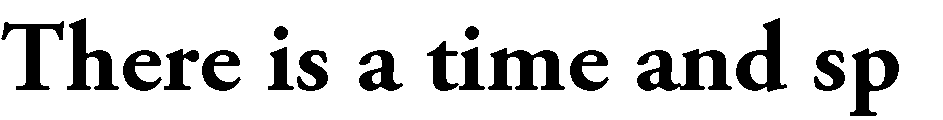 There is a time and sp